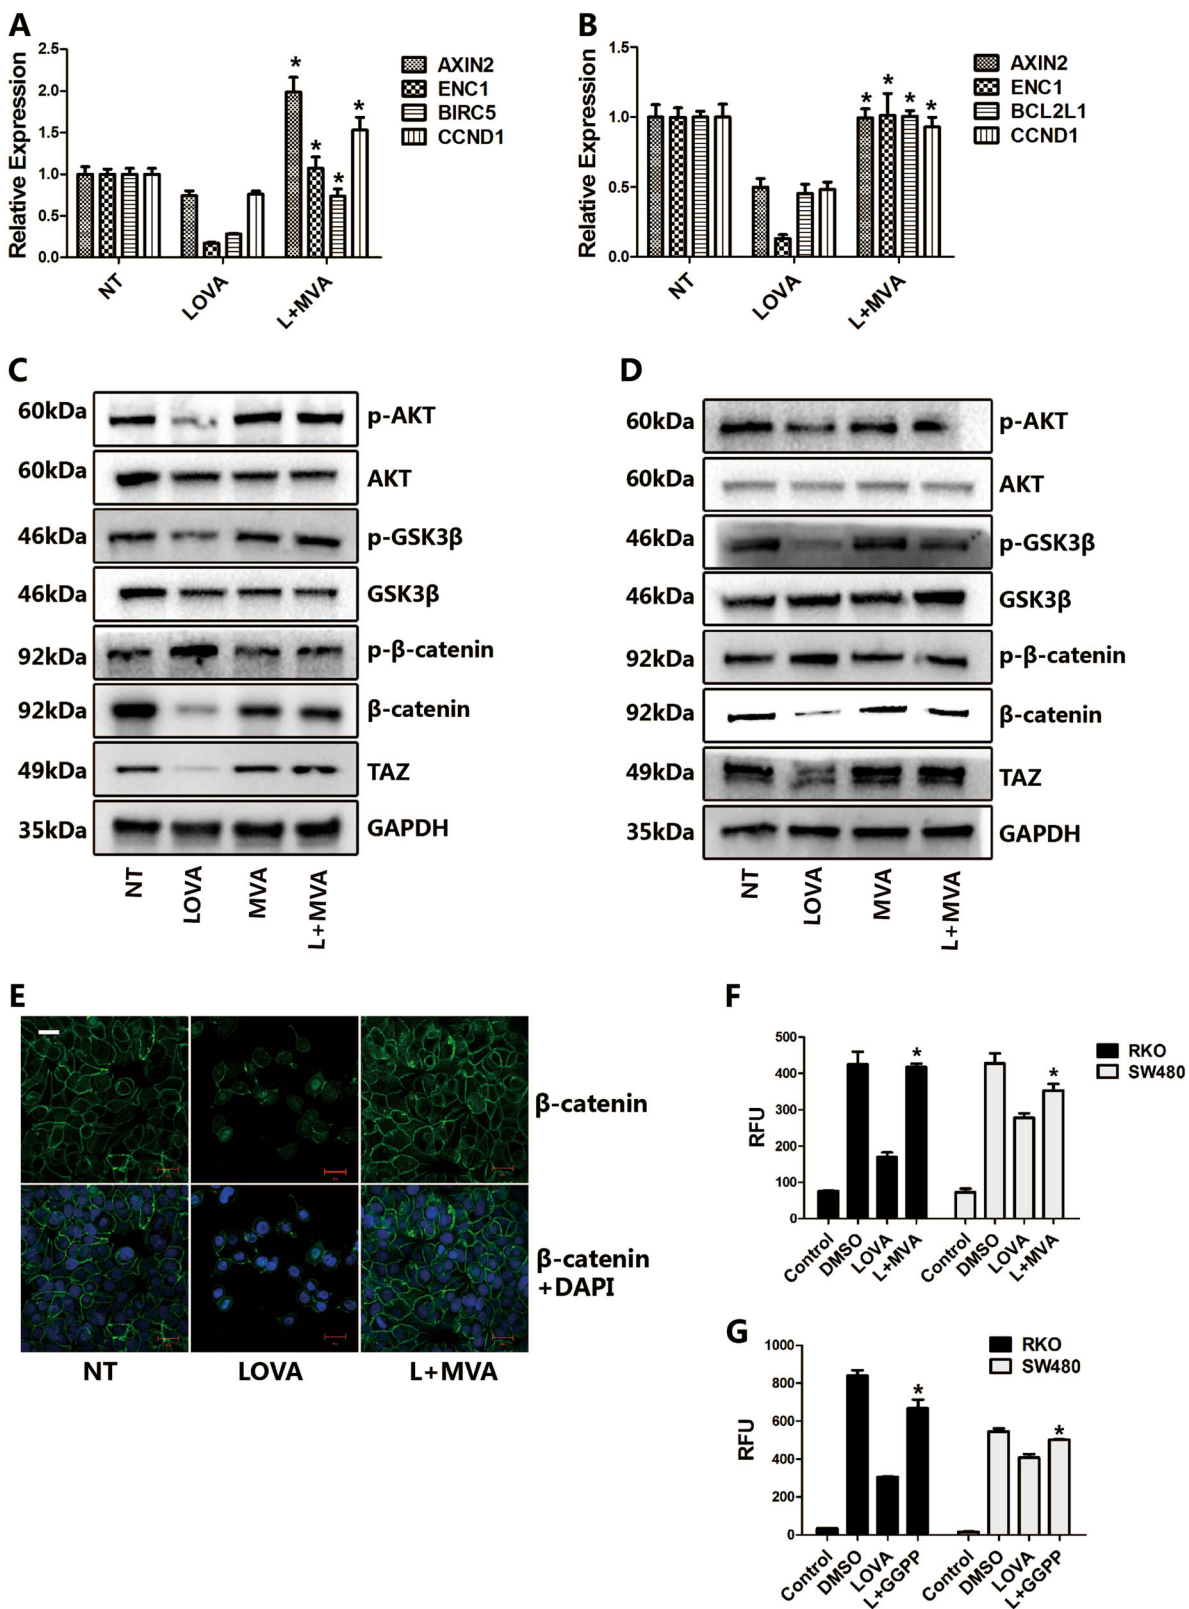 A
Relative Expression
2.5
2.0
1.5
1.0
0.5
0.0
*
*
*
*
AXIN2
ENC1
BIRC5
CCND1
NT
LOVA
L+MVA
B
Relative Expression
1.5
1.0
0.5
0.0
* * * *
AXIN2
ENC1
BCL2L1
CCND1
NT
LOVA
L+MVA
C
60kDa p-AKT
60kDa AKT
46kDa p-GSK3β
46kDa GSK3β
92kDa p-β-catenin
92kDa β-catenin
49kDa TAZ
35kDa GAPDH
NT
LOVA
MVA
L+MVA
D
60kDa p-AKT
60kDa AKT
46kDa p-GSK3β
46kDa GSK3β
92kDa p-β-catenin
92kDa β-catenin
49kDa TAZ
35kDa GAPDH
NT
LOVA
MVA
L+MVA
E
β-catenin
β-catenin
+DAPI
NT LOVA L+MVA
F
RFU
500
400
300
200
100
0
*
*
RKO
SW480
Control
DMSO
LOVA
L+MVA
Control
DMSO
LOVA
L+MVA
G
RFU
1000
800
600
400
200
0
*
*
RKO
SW480
Control
DMSO
LOVA
L+GGPP
Control
DMSO
LOVA
L+GGPP